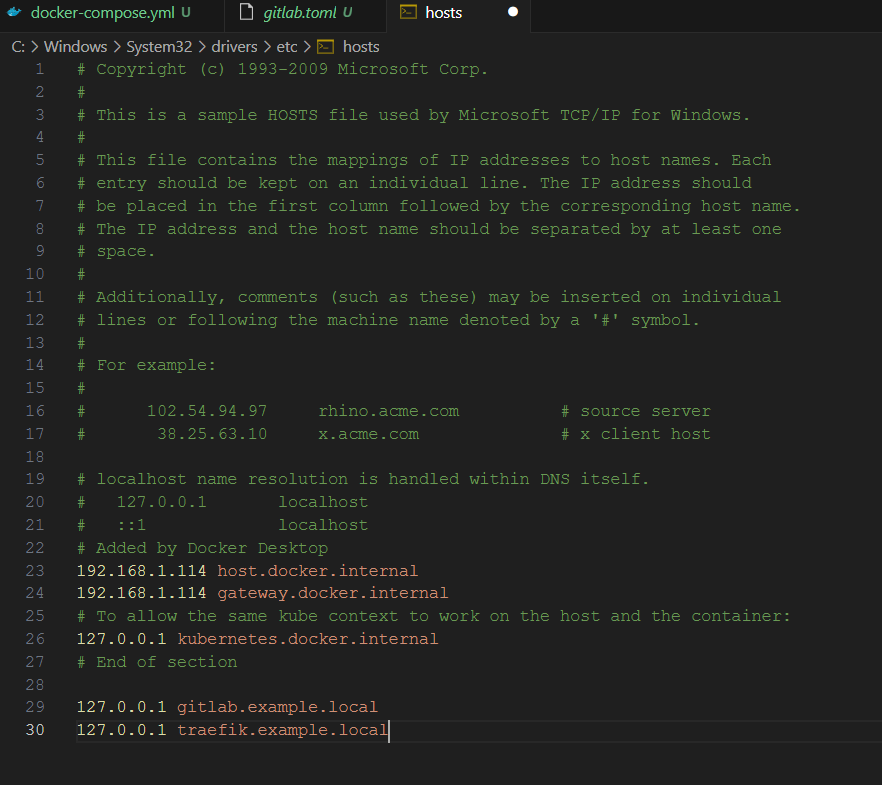 docker-compose.yml U gitlab.toml U hosts
C: > Windows > System32 > drivers > etc > hosts
1 # Copyright (c) 1993-2009 Microsoft Corp.
2 #
3 # This is a sample HOSTS file used by Microsoft TCP/IP for Windows.
4 #
5 # This file contains the mappings of IP addresses to host names. Each
6 # entry should be kept on an individual line. The IP address should
7 # be placed in the first column followed by the corresponding host name.
8 # The IP address and the host name should be separated by at least one
9 # space.
10 #
11 # Additionally, comments (such as these) may be inserted on individual
12 # lines or following the machine name denoted by a '#' symbol.
13 #
14 # For example:
15 #
16 #      102.54.94.97     rhino.acme.com          # source server
17 #       38.25.63.10     x.acme.com              # x client host
18
19 # localhost name resolution is handled within DNS itself.
20 #   127.0.0.1       localhost
21 #   ::1             localhost
22 # Added by Docker Desktop
23 192.168.1.114 host.docker.internal
24 192.168.1.114 gateway.docker.internal
25 # To allow the same kube context to work on the host and the container:
26 127.0.0.1 kubernetes.docker.internal
27 # End of section
28
29 127.0.0.1 gitlab.example.local
30 127.0.0.1 traefik.example.local